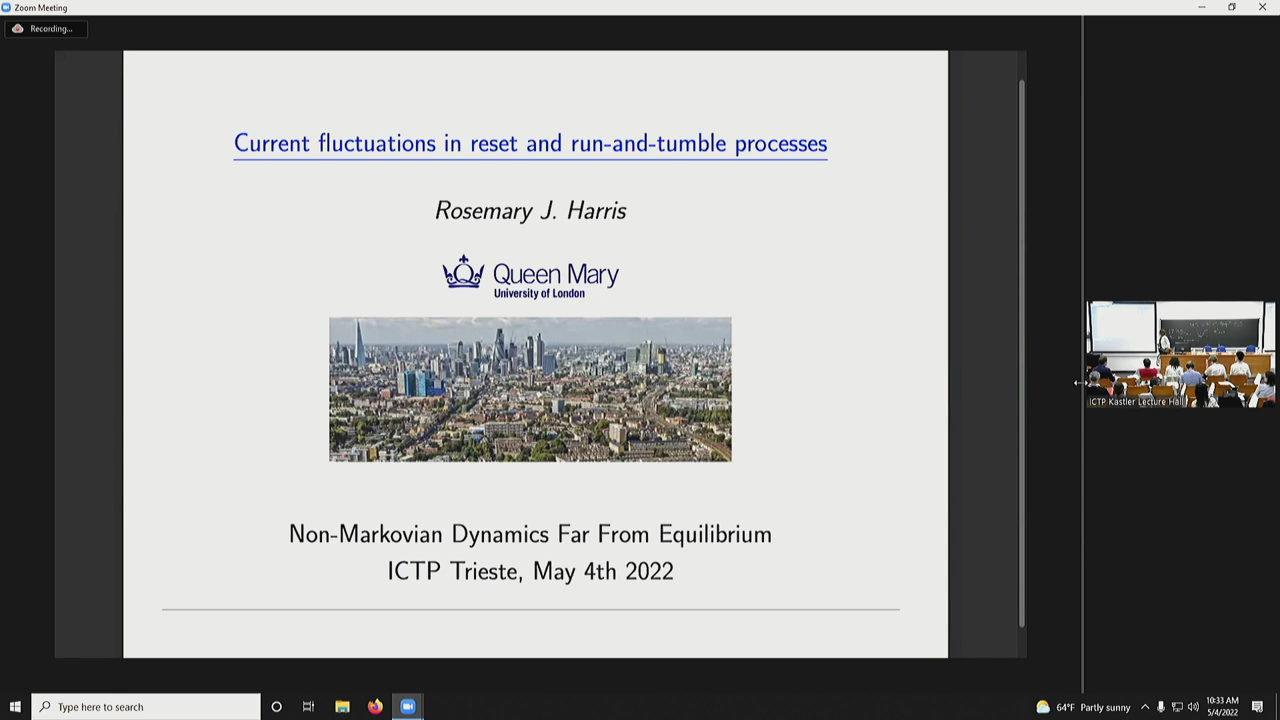 Zoom Meeting
Recording...
Current fluctuations in reset and run-and-tumble processes
Rosemary J. Harris
Queen Mary
University of London
Non-Markovian Dynamics Far From Equilibrium
ICTP Trieste, May 4th 2022
ICTP Kastler Lecture Hall
Type here to search
64°F Partly sunny
10:33 AM
5/4/2022